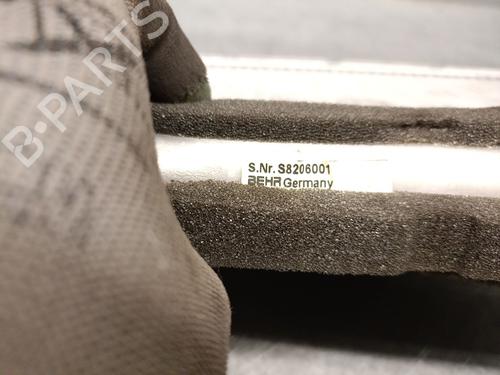 B-PARTS
S.Nr. S8206001
BEHR Germany